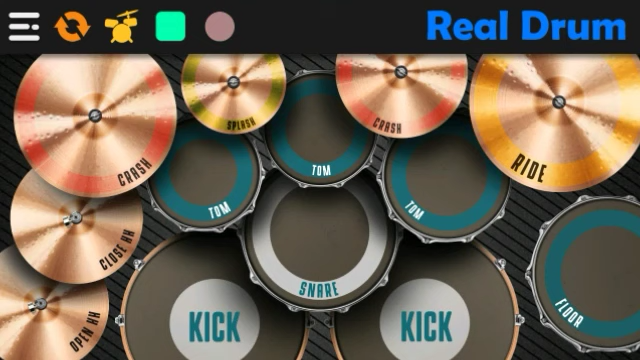 Real Drum
CRASH
SPLASH
CRASH
RIDE
TOM
TOM
TOM
CLOSE HH
SNARE
FLOOR
OPEN HH
KICK
KICK